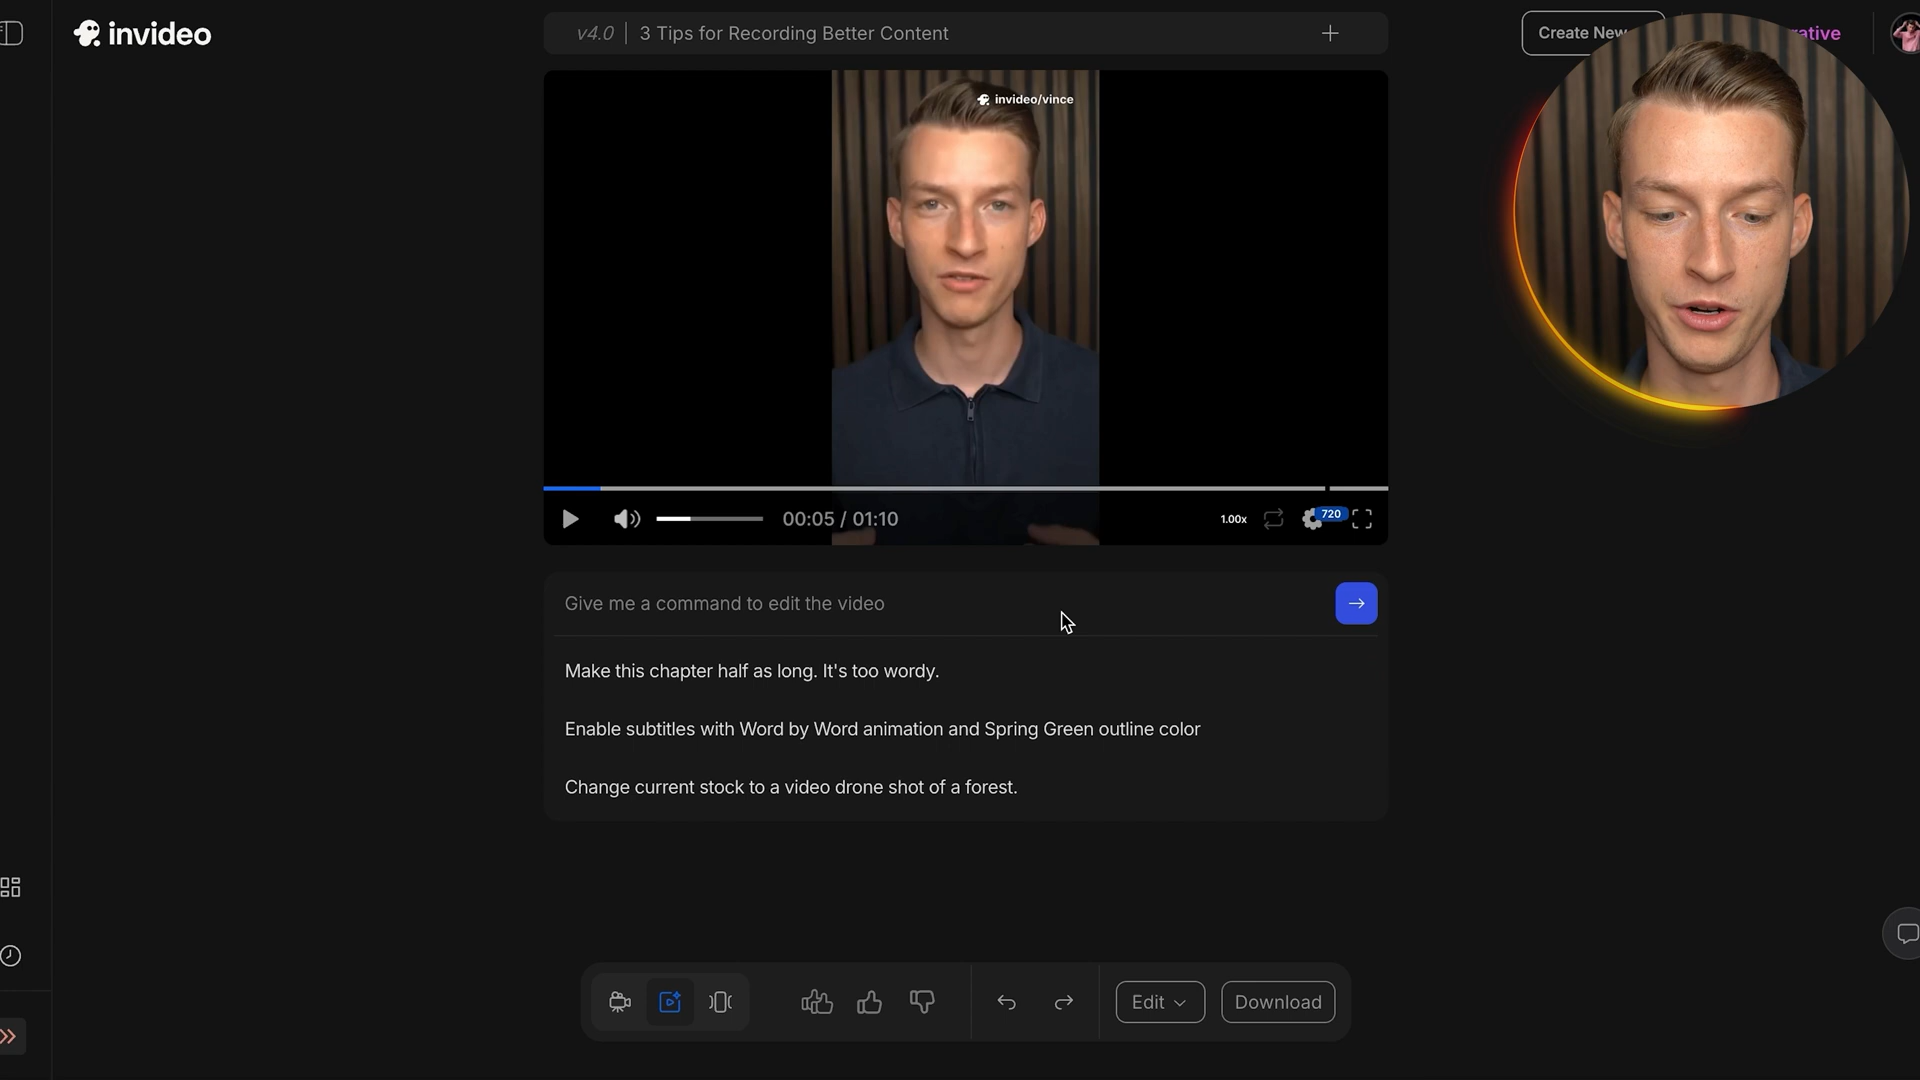 invideo
v4.0 | 3 Tips for Recording Better Content
Create New
invideo/vince
00:05 / 01:10
1.00x
720
Give me a command to edit the video
Make this chapter half as long. It's too wordy.
Enable subtitles with Word by Word animation and Spring Green outline color
Change current stock to a video drone shot of a forest.
Edit
Download